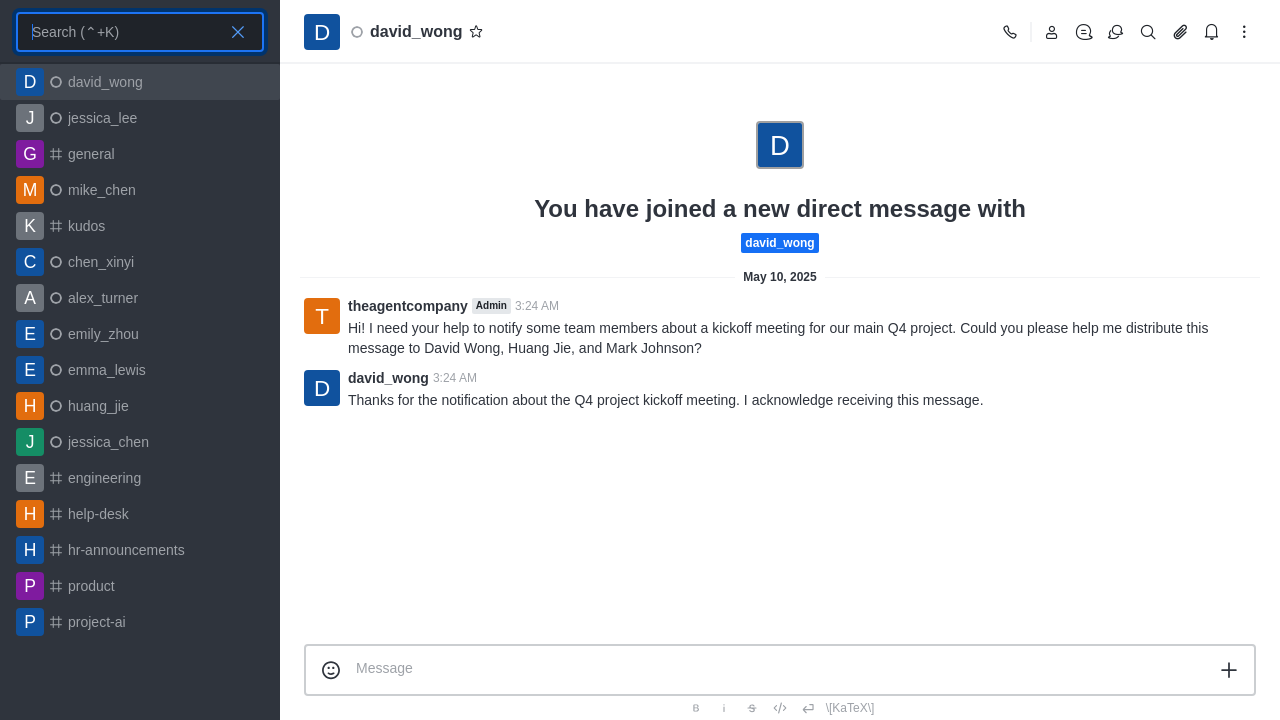 Search (⌃+K)
D david_wong
J jessica_lee
G general
M mike_chen
K kudos
C chen_xinyi
A alex_turner
E emily_zhou
E emma_lewis
H huang_jie
J jessica_chen
E engineering
H help-desk
H hr-announcements
P product
P project-ai
D david_wong
D
You have joined a new direct message with
david_wong
May 10, 2025
T theagentcompany Admin 3:24 AM
Hi! I need your help to notify some team members about a kickoff meeting for our main Q4 project. Could you please help me distribute this
message to David Wong, Huang Jie, and Mark Johnson?
D david_wong 3:24 AM
Thanks for the notification about the Q4 project kickoff meeting. I acknowledge receiving this message.
Message
B i S </> \[KaTeX\]